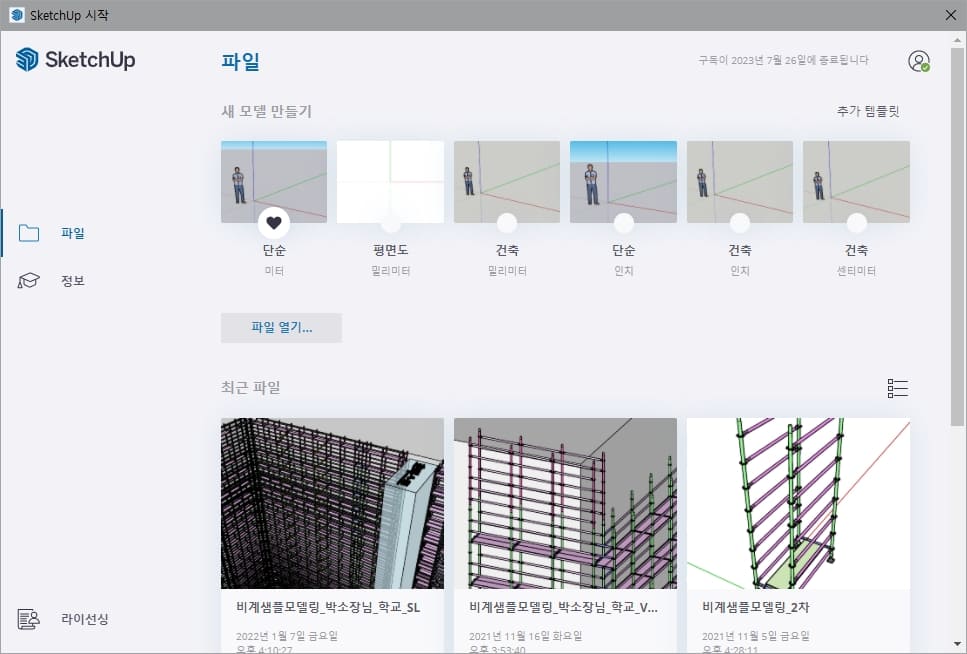 SketchUp 시작
SketchUp
파일
구독이 2023년 7월 26일에 종료됩니다
새 모델 만들기
추가 템플릿
단순
미터
평면도
밀리미터
건축
밀리미터
단순
인치
건축
인치
건축
센티미터
파일
정보
파일 열기...
최근 파일
비계샘플모델링_박소장님_학교_SL
2022년 1월 7일 금요일
오후 4:10:27
비계샘플모델링_박소장님_학교_V...
2021년 11월 16일 화요일
오후 3:53:40
비계샘플모델링_2차
2021년 11월 5일 금요일
오후 4:28:11
라이선싱